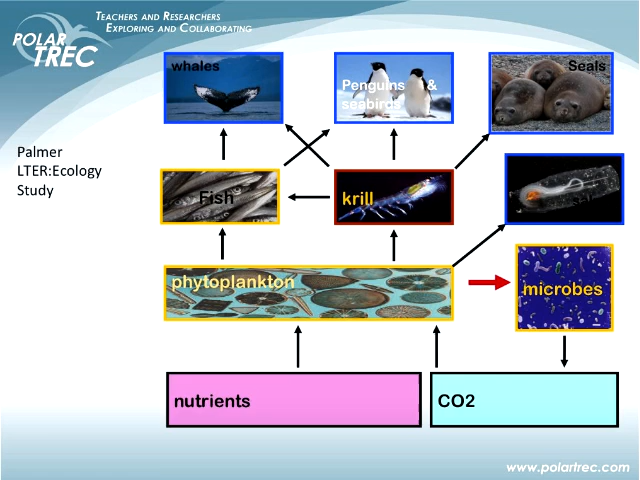 TEACHERS AND RESEARCHERS
EXPLORING AND COLLABORATING
POLAR
TREC
whales
Penguins &
seabirds
Seals
Palmer
LTER:Ecology
Study
Fish
krill
phytoplankton
microbes
nutrients
CO2
www.polartrec.com